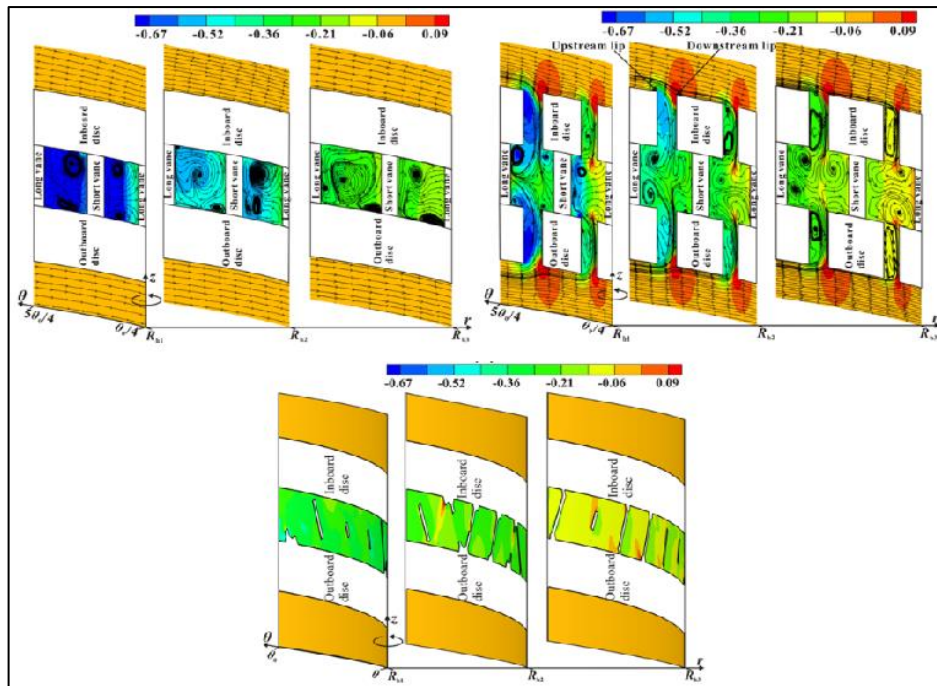 -0.67 -0.52 -0.36 -0.21 -0.06 0.09
Inboard
disc
Long vane
Short vane
Long vane
Outboard
disc
Inboard
disc
Long vane
Short vane
Long vane
Outboard
disc
Inboard
disc
Long vane
Short vane
Long vane
Outboard
disc
z
θ
5θ₀/4
θ₀/4
r
-0.67 -0.52 -0.36 -0.21 -0.06 0.09
Upstream lip
Downstream lip
Inboard
disc
Long vane
Short vane
Long vane
Outboard
disc
Inboard
disc
Long vane
Short vane
Long vane
Outboard
disc
Inboard
disc
Long vane
Short vane
Long vane
Outboard
disc
z
θ
r
-0.67 -0.52 -0.36 -0.21 -0.06 0.09
Inboard
disc
Outboard
disc
Inboard
disc
Outboard
disc
Inboard
disc
Outboard
disc
z
θ
r